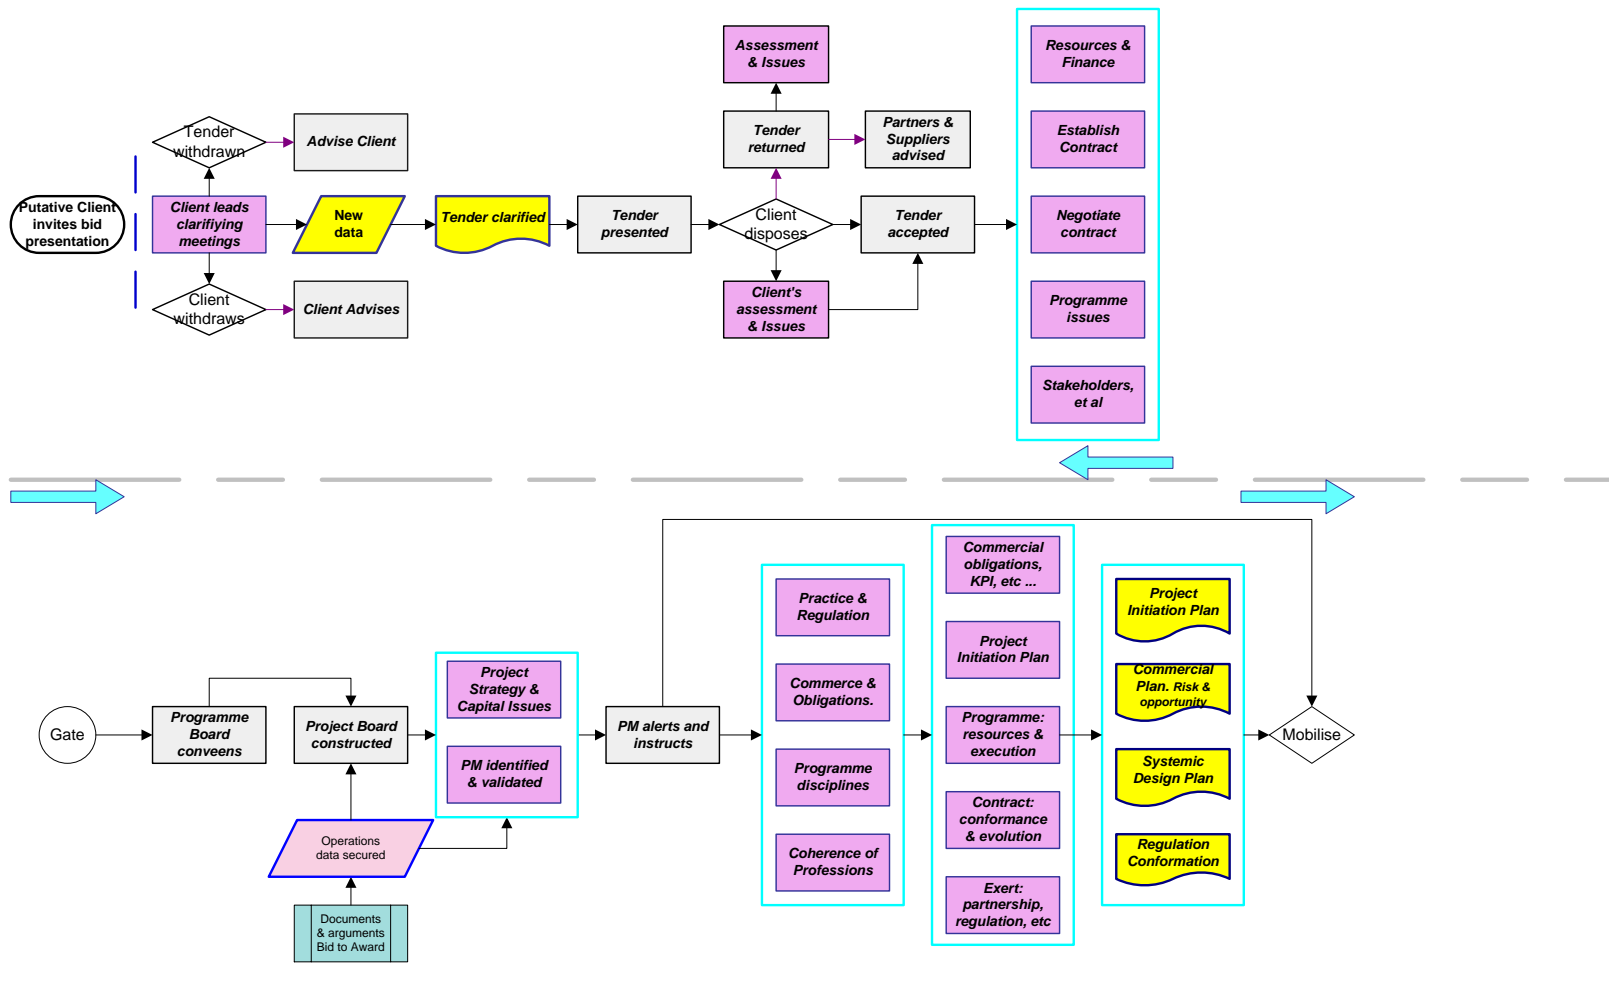 Putative Client
invites bid
presentation
Tender
withdrawn
Advise Client
Client leads
clarifiying
meetings
Client
withdraws
Client Advises
New
data
Tender clarified
Tender
presented
Client
disposes
Tender
returned
Assessment
& Issues
Partners &
Suppliers
advised
Tender
accepted
Client's
assessment
& Issues
Resources &
Finance
Establish
Contract
Negotiate
contract
Programme
issues
Stakeholders,
et al
Gate
Programme
Board
conveens
Project Board
constructed
Operations
data secured
Documents
& arguments
Bid to Award
Project
Strategy &
Capital Issues
PM identified
& validated
PM alerts and
instructs
Practice &
Regulation
Commerce &
Obligations.
Programme
disciplines
Coherence of
Professions
Commercial
obligations,
KPI, etc ...
Project
Initiation Plan
Programme:
resources &
execution
Contract:
conformance
& evolution
Exert:
partnership,
regulation, etc
Project
Initiation Plan
Commercial
Plan. Risk &
opportunity
Systemic
Design Plan
Regulation
Conformation
Mobilise